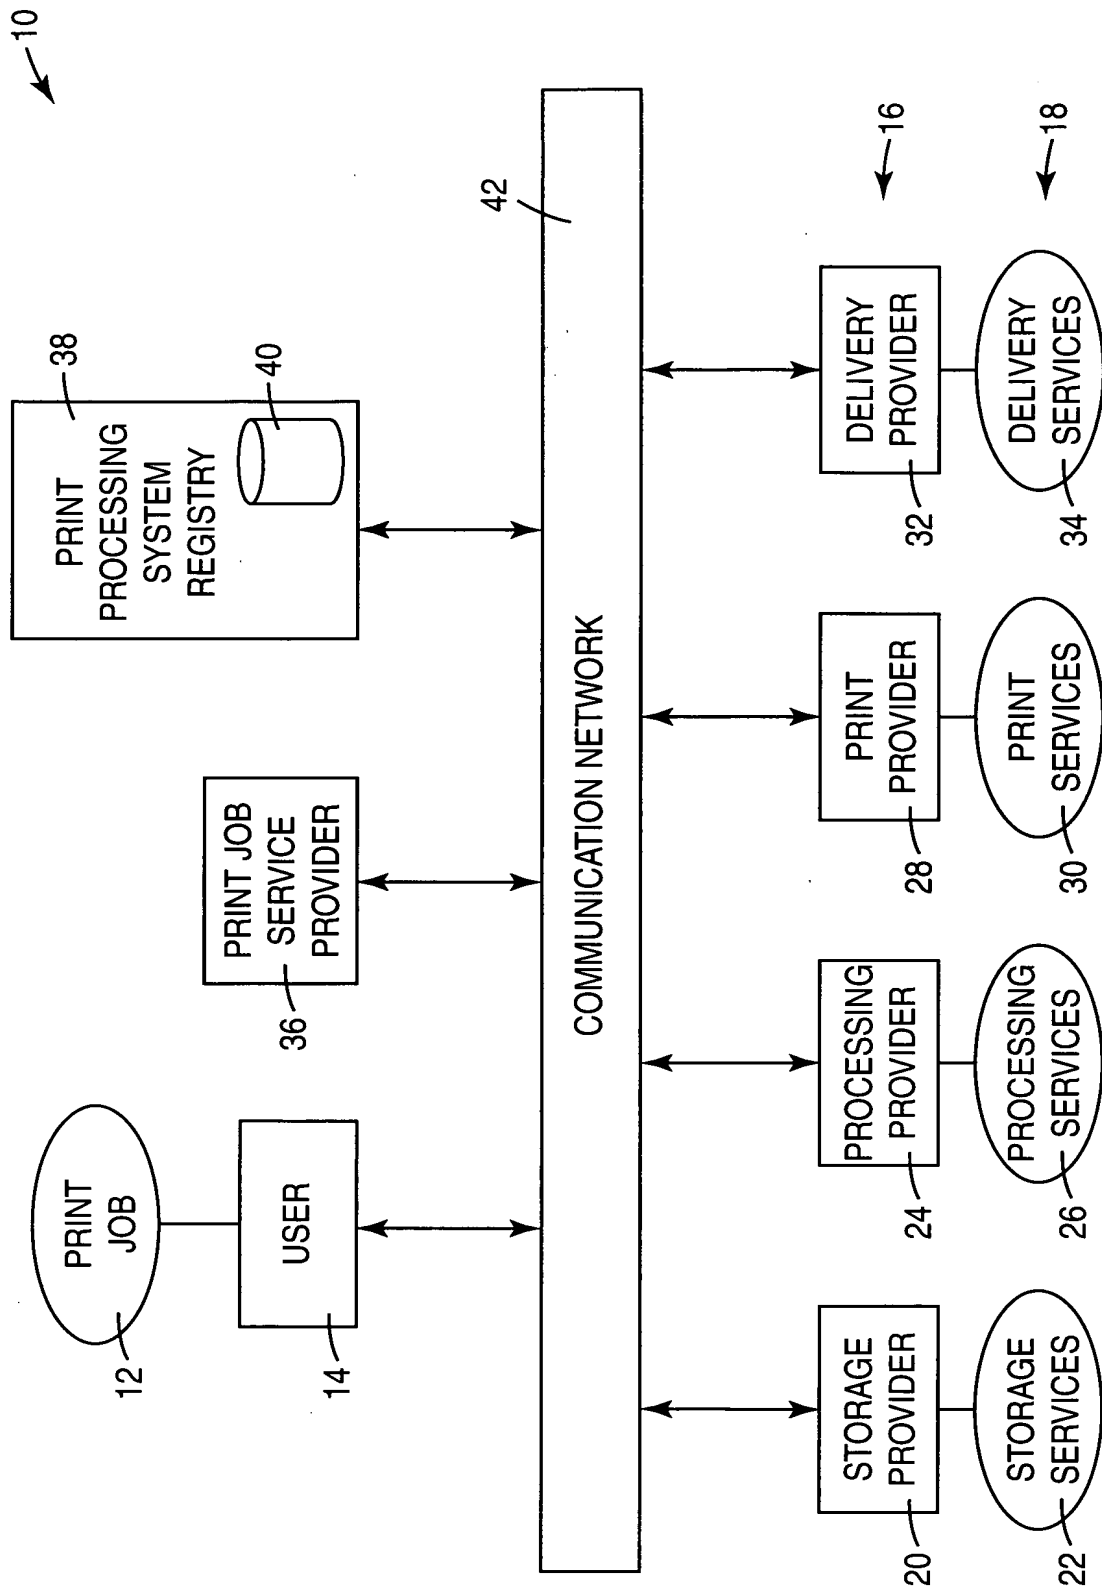 10
PRINT
JOB
12
USER
14
PRINT JOB
SERVICE
PROVIDER
36
PRINT
PROCESSING
SYSTEM
REGISTRY
38
40
COMMUNICATION NETWORK
42
STORAGE
PROVIDER
20
PROCESSING
PROVIDER
24
PRINT
PROVIDER
28
DELIVERY
PROVIDER
32
16
STORAGE
SERVICES
22
PROCESSING
SERVICES
26
PRINT
SERVICES
30
DELIVERY
SERVICES
34
18